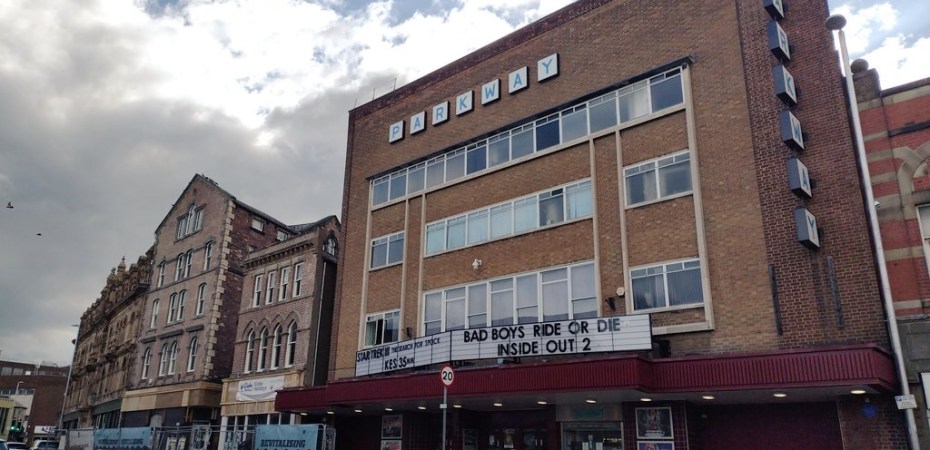 PARKWAY
PARKWAY
STAR TREK III THE SEARCH FOR SPOCK
KES 35MM
BAD BOYS RIDE OR DIE
INSIDE OUT 2
20
REVITALISING